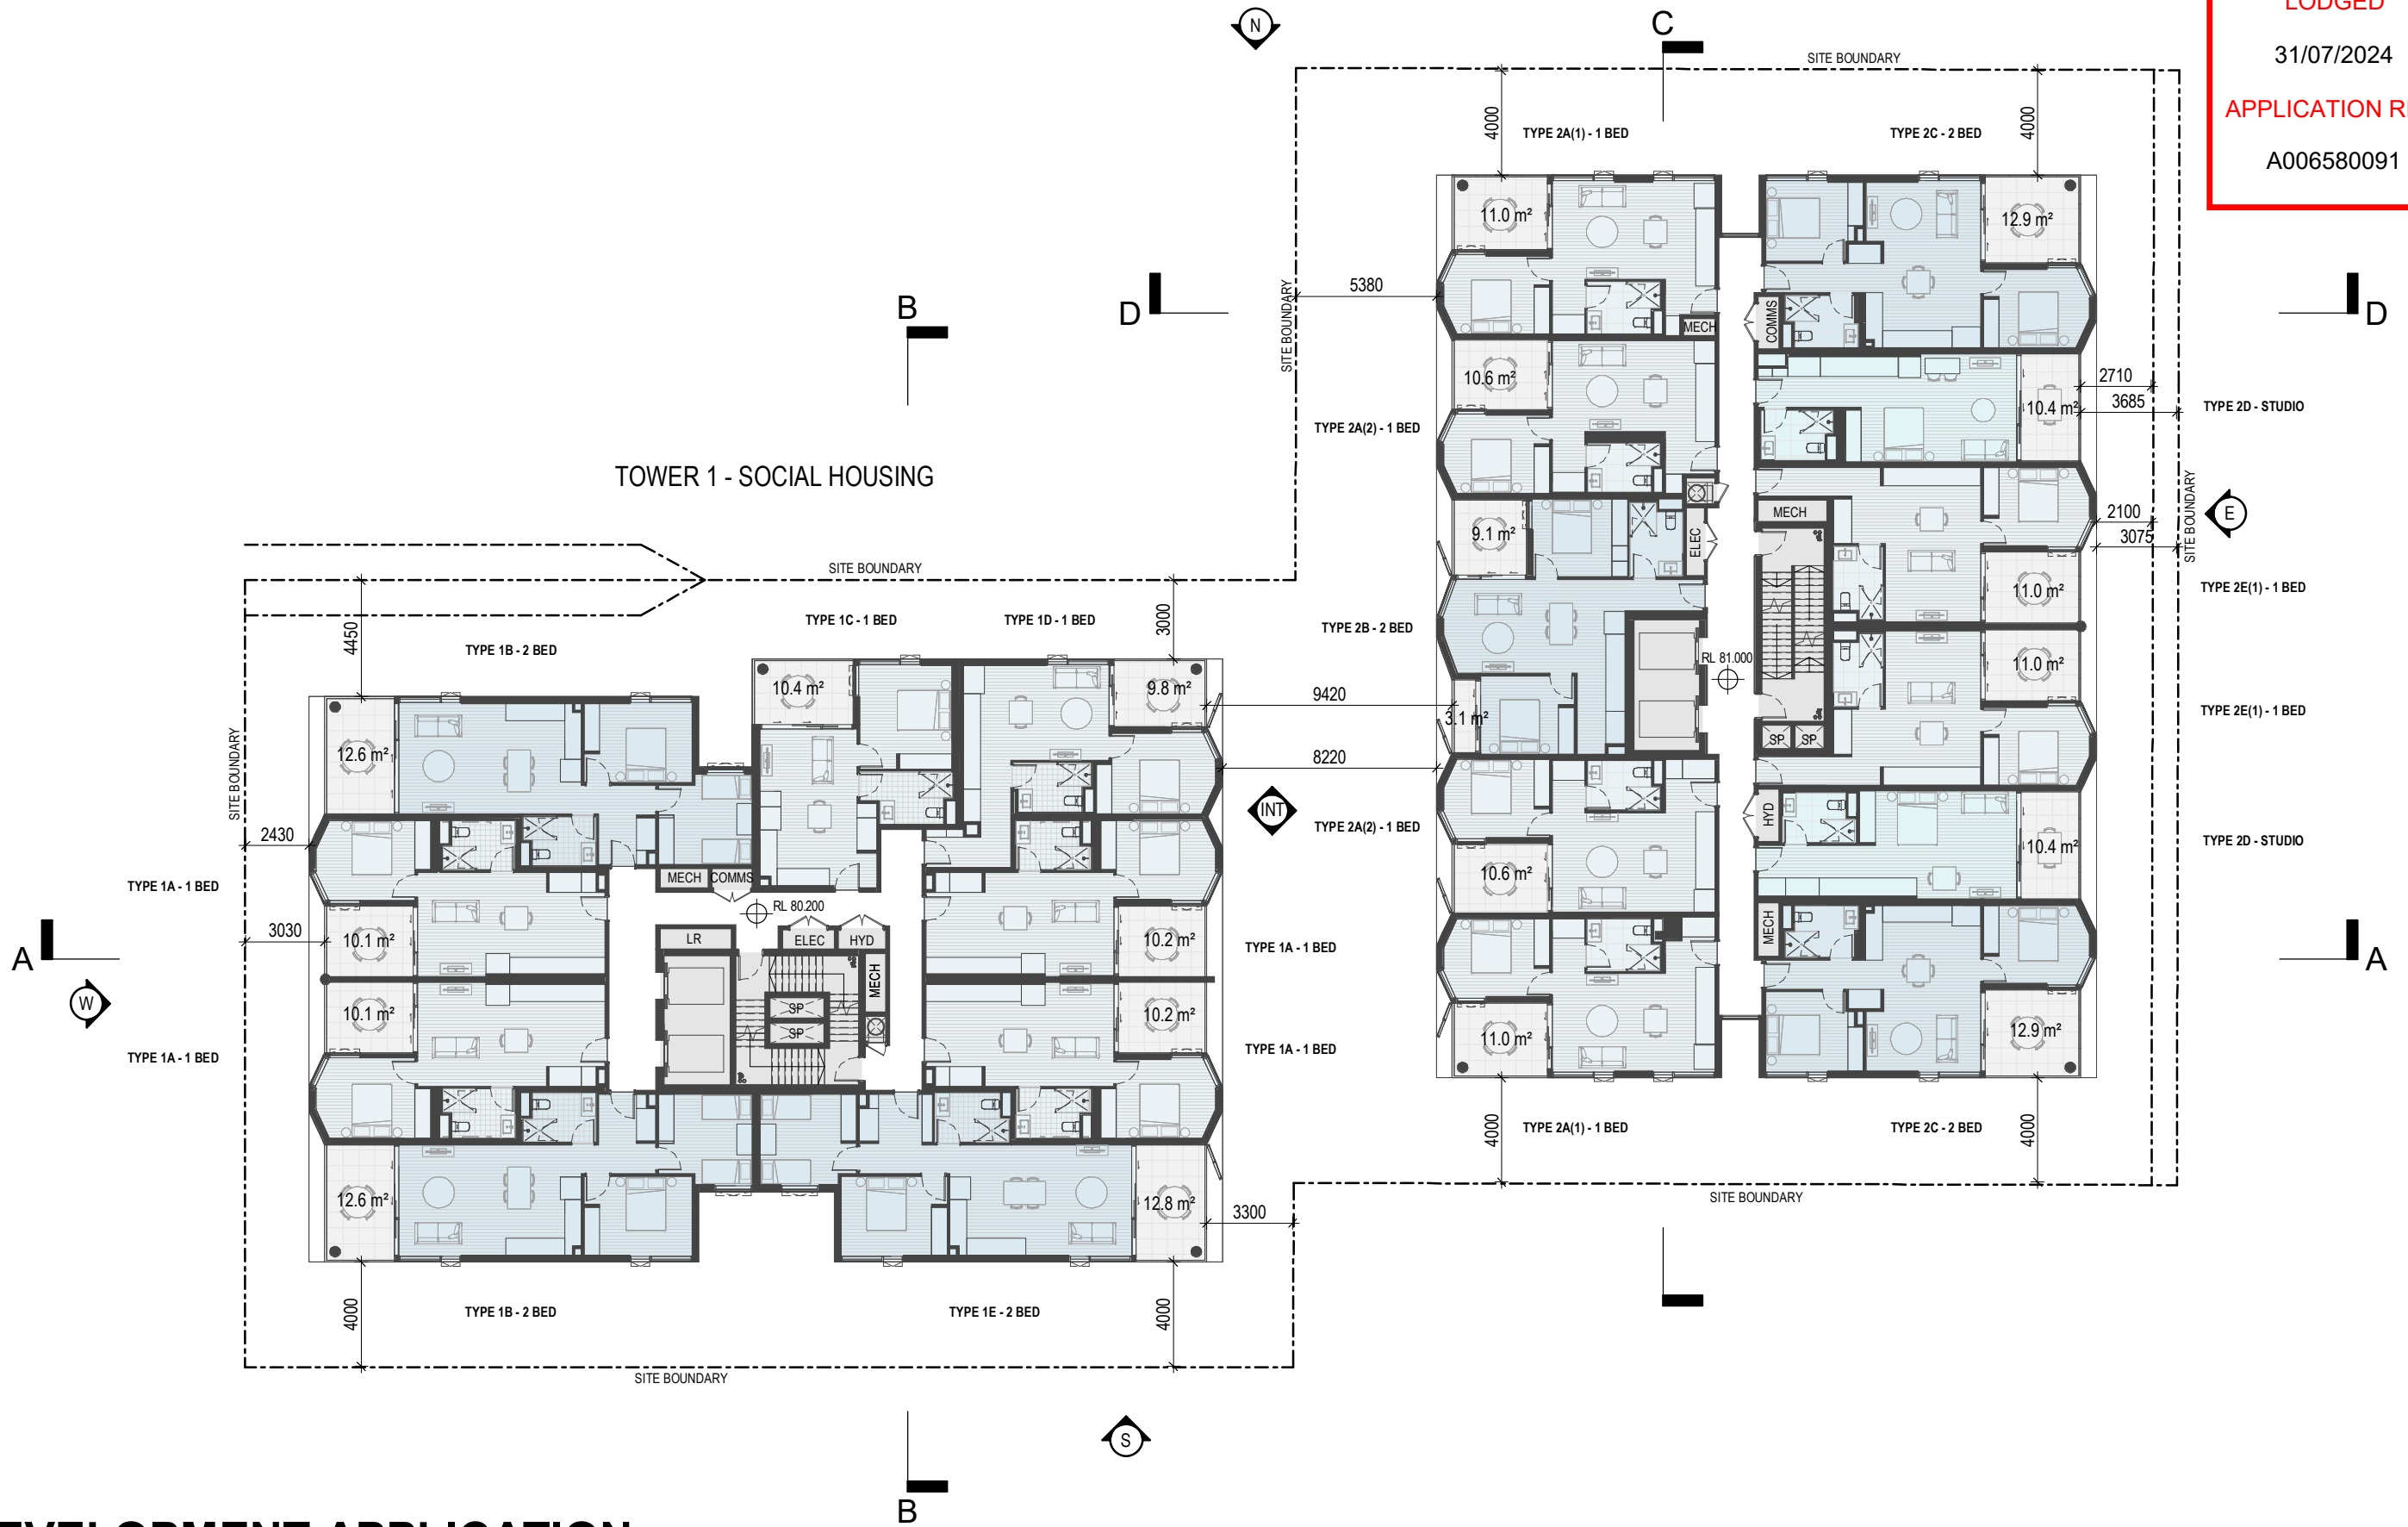 LODGED
31/07/2024
A006580091
N
C
SITE BOUNDARY
4000
TYPE 2A(1) - 1 BED
TYPE 2C - 2 BED
4000
11.0 m²
12.9 m²
SITE BOUNDARY
5380
B
D
D
COMMS
MECH
10.6 m²
2710
10.4 m²
3685
TYPE 2D - STUDIO
TYPE 2A(2) - 1 BED
TOWER 1 - SOCIAL HOUSING
SITE BOUNDARY
E
MECH
2100
9.1 m²
ELEC
3075
SITE BOUNDARY
11.0 m²
TYPE 2E(1) - 1 BED
4450
TYPE 1B - 2 BED
TYPE 1C - 1 BED
TYPE 1D - 1 BED
3000
TYPE 2B - 2 BED
RL 81.000
11.0 m²
10.4 m²
9.8 m²
9420
3.1 m²
TYPE 2E(1) - 1 BED
SP
SP
12.6 m²
8220
SITE BOUNDARY
INT
HYD
2430
TYPE 2A(2) - 1 BED
TYPE 2D - STUDIO
10.4 m²
10.6 m²
MECH
COMMS
TYPE 1A - 1 BED
RL 80.200
3030
10.1 m²
LR
ELEC
HYD
10.2 m²
TYPE 1A - 1 BED
MECH
A
A
MECH
W
SP
10.1 m²
10.2 m²
SP
11.0 m²
12.9 m²
TYPE 1A - 1 BED
TYPE 1A - 1 BED
4000
TYPE 2A(1) - 1 BED
TYPE 2C - 2 BED
4000
12.6 m²
12.8 m²
3300
SITE BOUNDARY
4000
TYPE 1B - 2 BED
TYPE 1E - 2 BED
4000
SITE BOUNDARY
S
B
APPLICATION